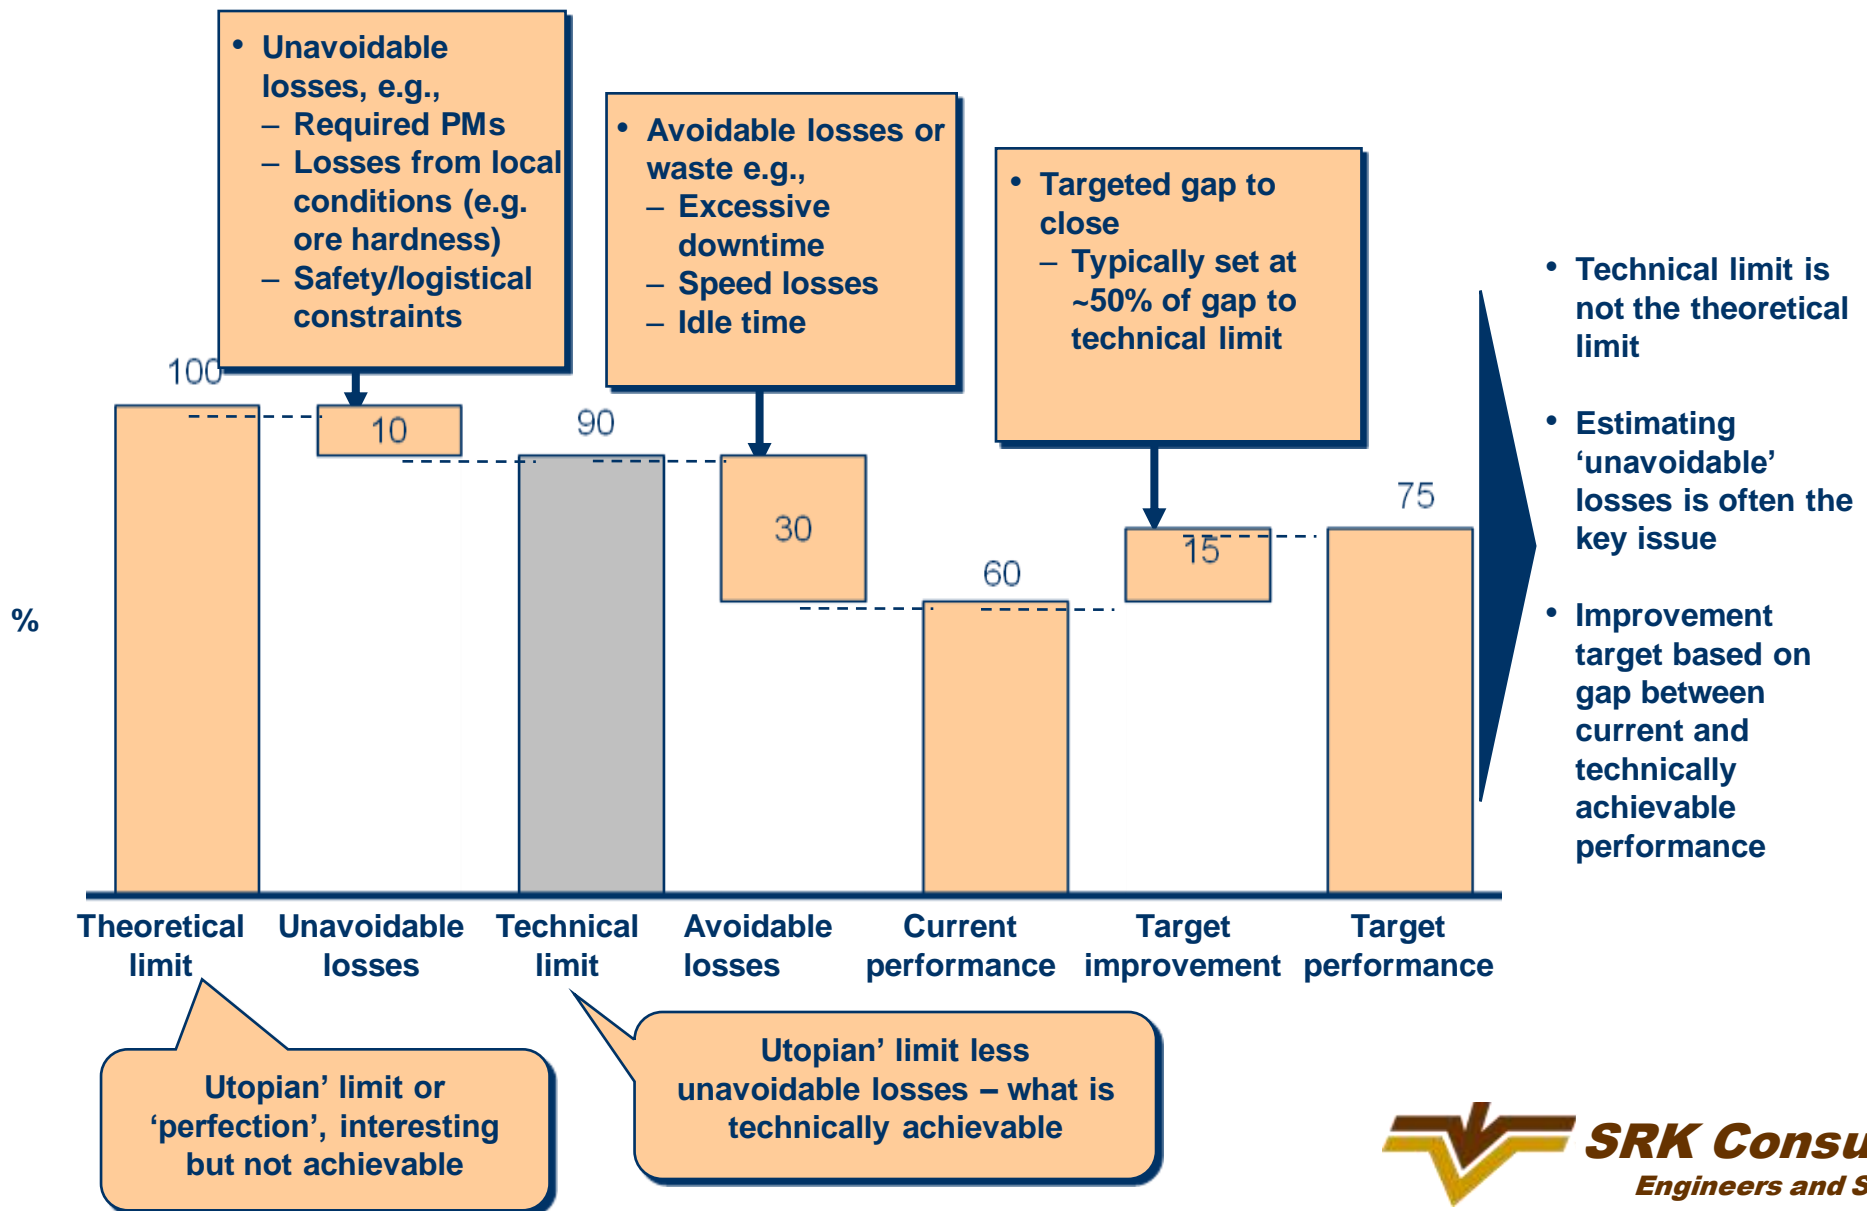 • Unavoidable
losses, e.g.,
– Required PMs
– Losses from local
conditions (e.g.
ore hardness)
– Safety/logistical
constraints
• Avoidable losses or
waste e.g.,
– Excessive
downtime
– Speed losses
– Idle time
• Targeted gap to
close
– Typically set at
~50% of gap to
technical limit
• Technical limit is
not the theoretical
limit
• Estimating
‘unavoidable’
losses is often the
key issue
• Improvement
target based on
gap between
current and
technically
achievable
performance
100
10
90
30
60
15
75
%
Theoretical
limit
Unavoidable
losses
Technical
limit
Avoidable
losses
Current
performance
Target
improvement
Target
performance
Utopian’ limit or
‘perfection’, interesting
but not achievable
Utopian’ limit less
unavoidable losses – what is
technically achievable
SRK Consu
Engineers and S